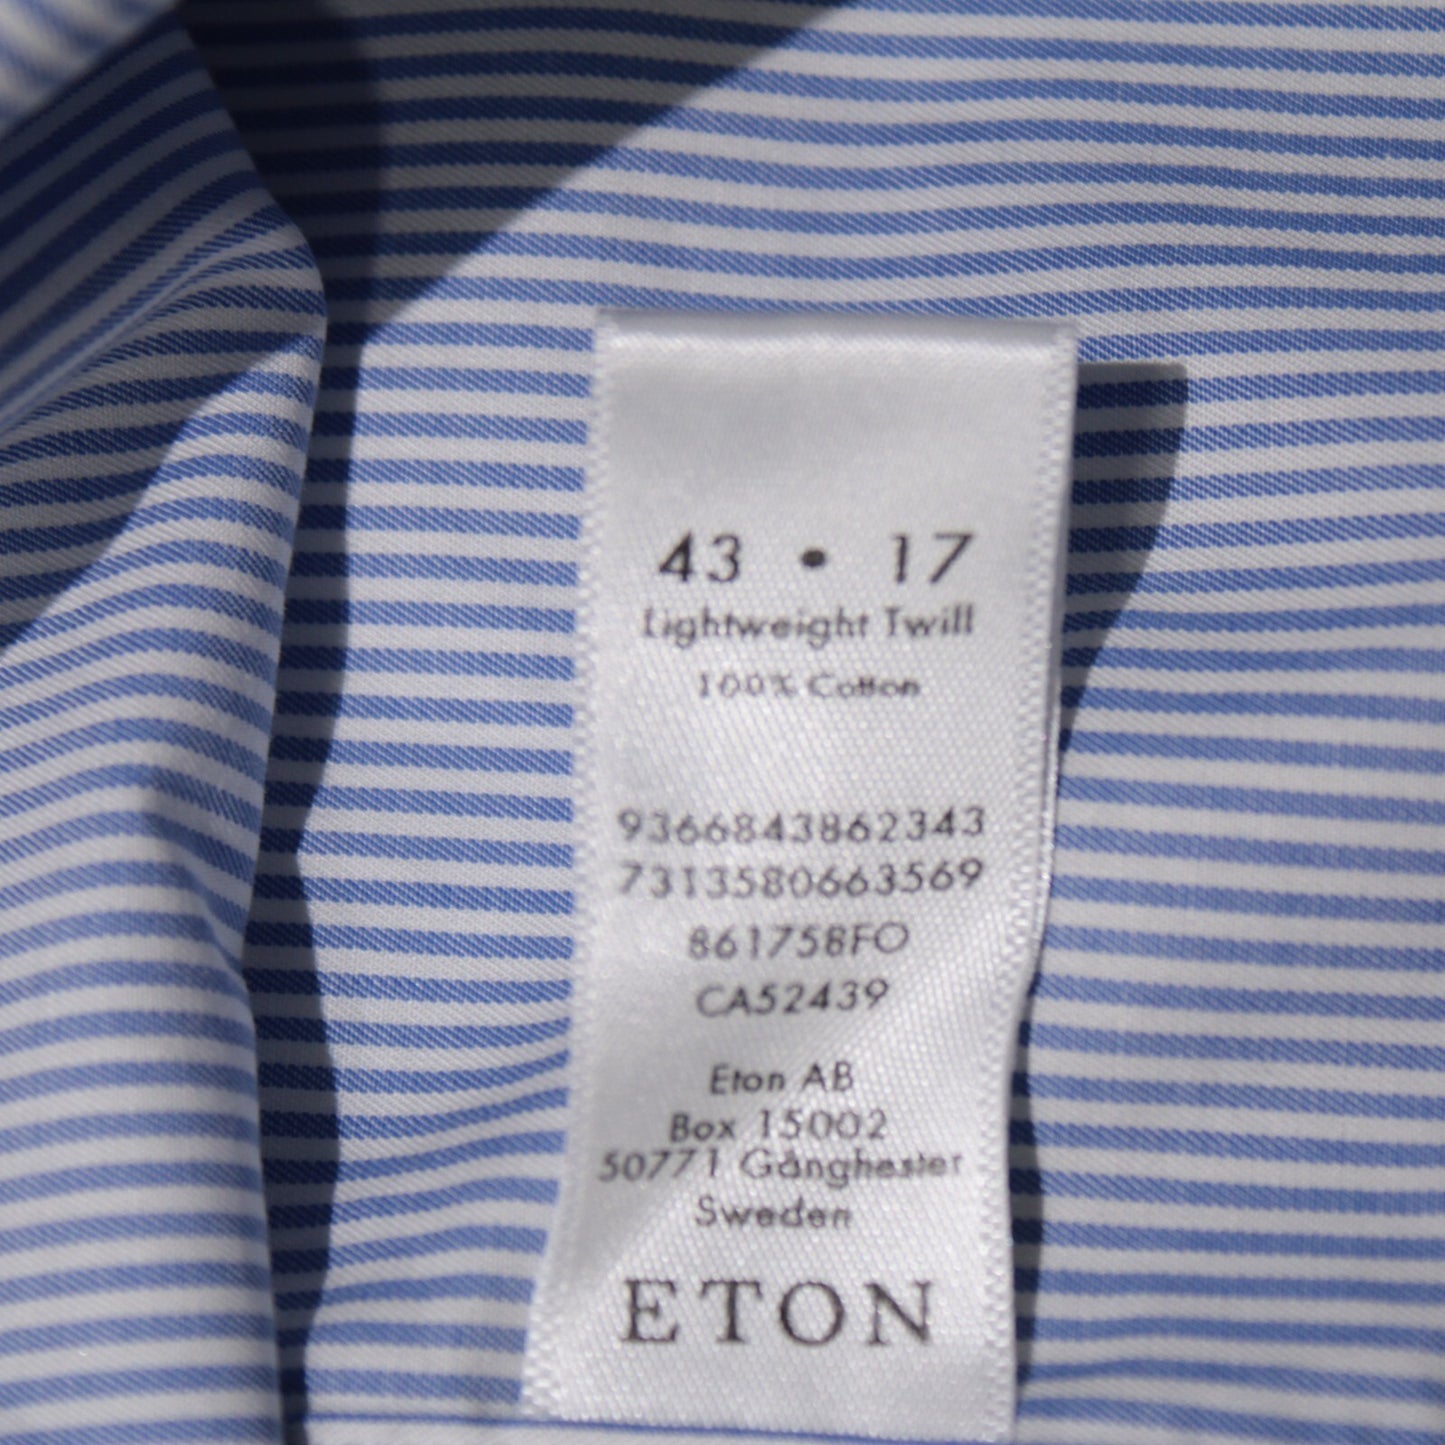 43 • 17
Lightweight Twill
100% Cotton
9366843862343
7313580663569
861758FO
CA52439
Eton AB
Box 15002
50771 Gånghester
Sweden
ETON